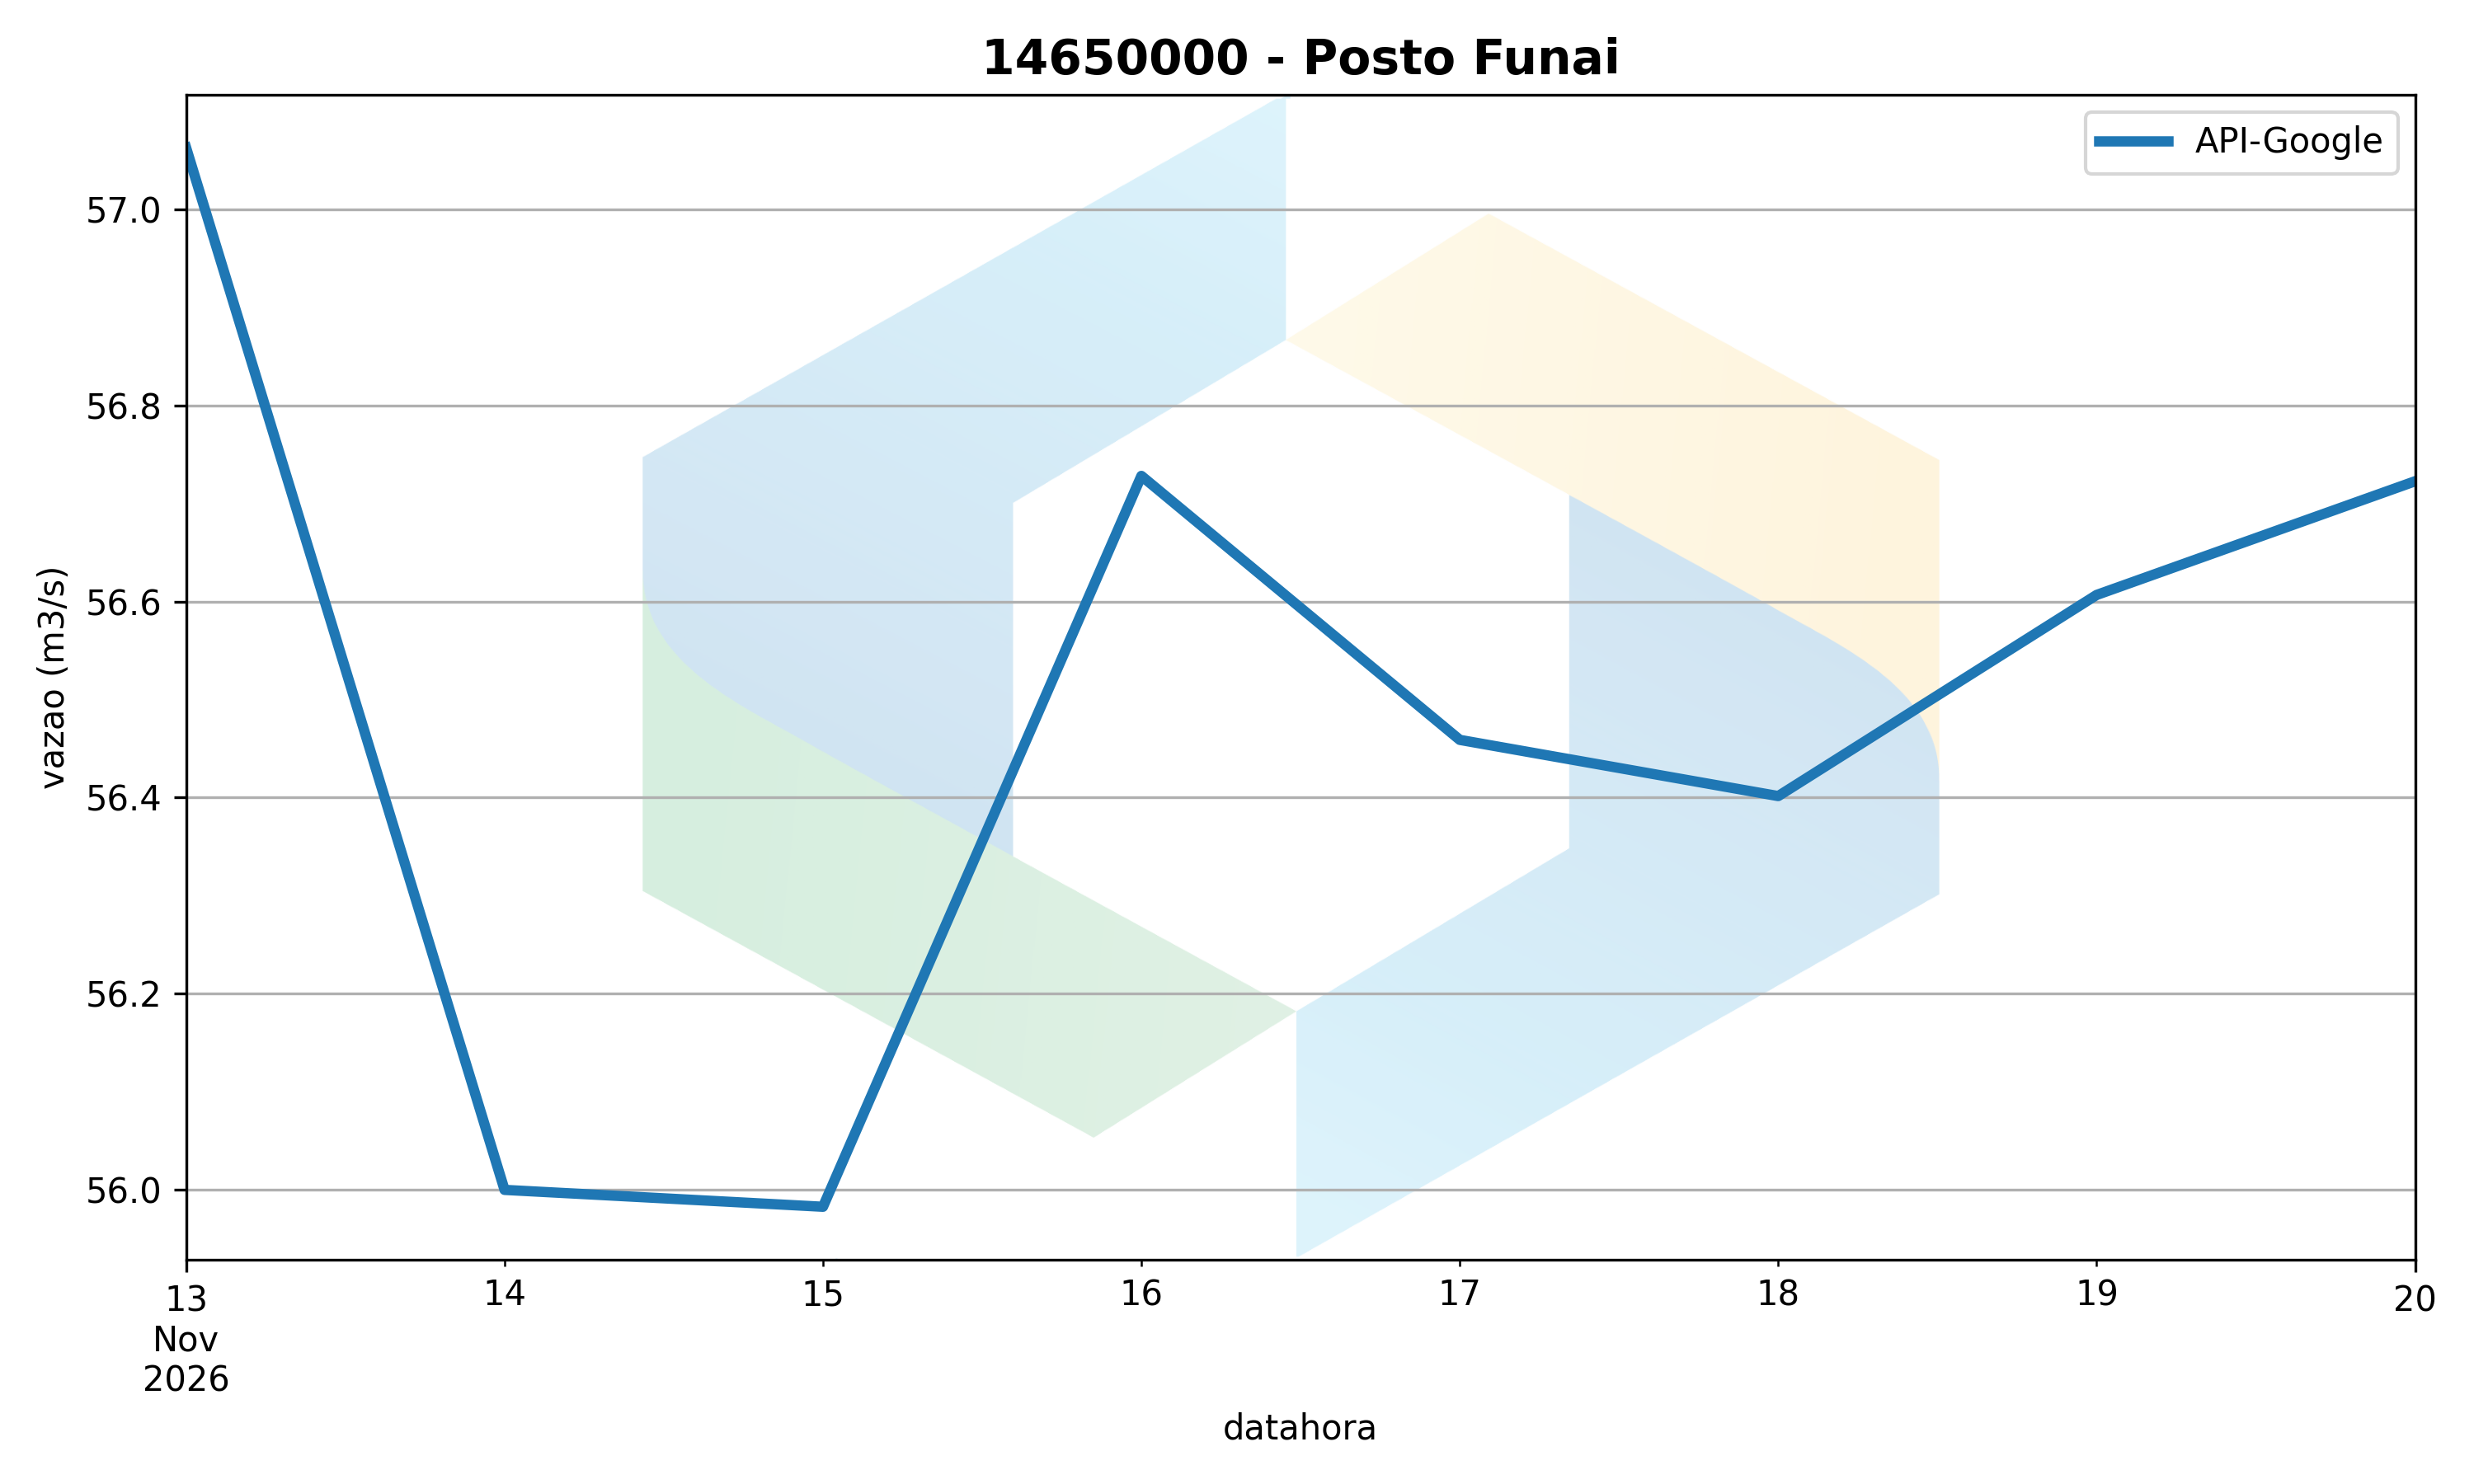 14650000 - Posto Funai
API-Google
vazao (m3/s)
57.0
56.8
56.6
56.4
56.2
56.0
13 14 15 16 17 18 19 20
Nov
2026
datahora